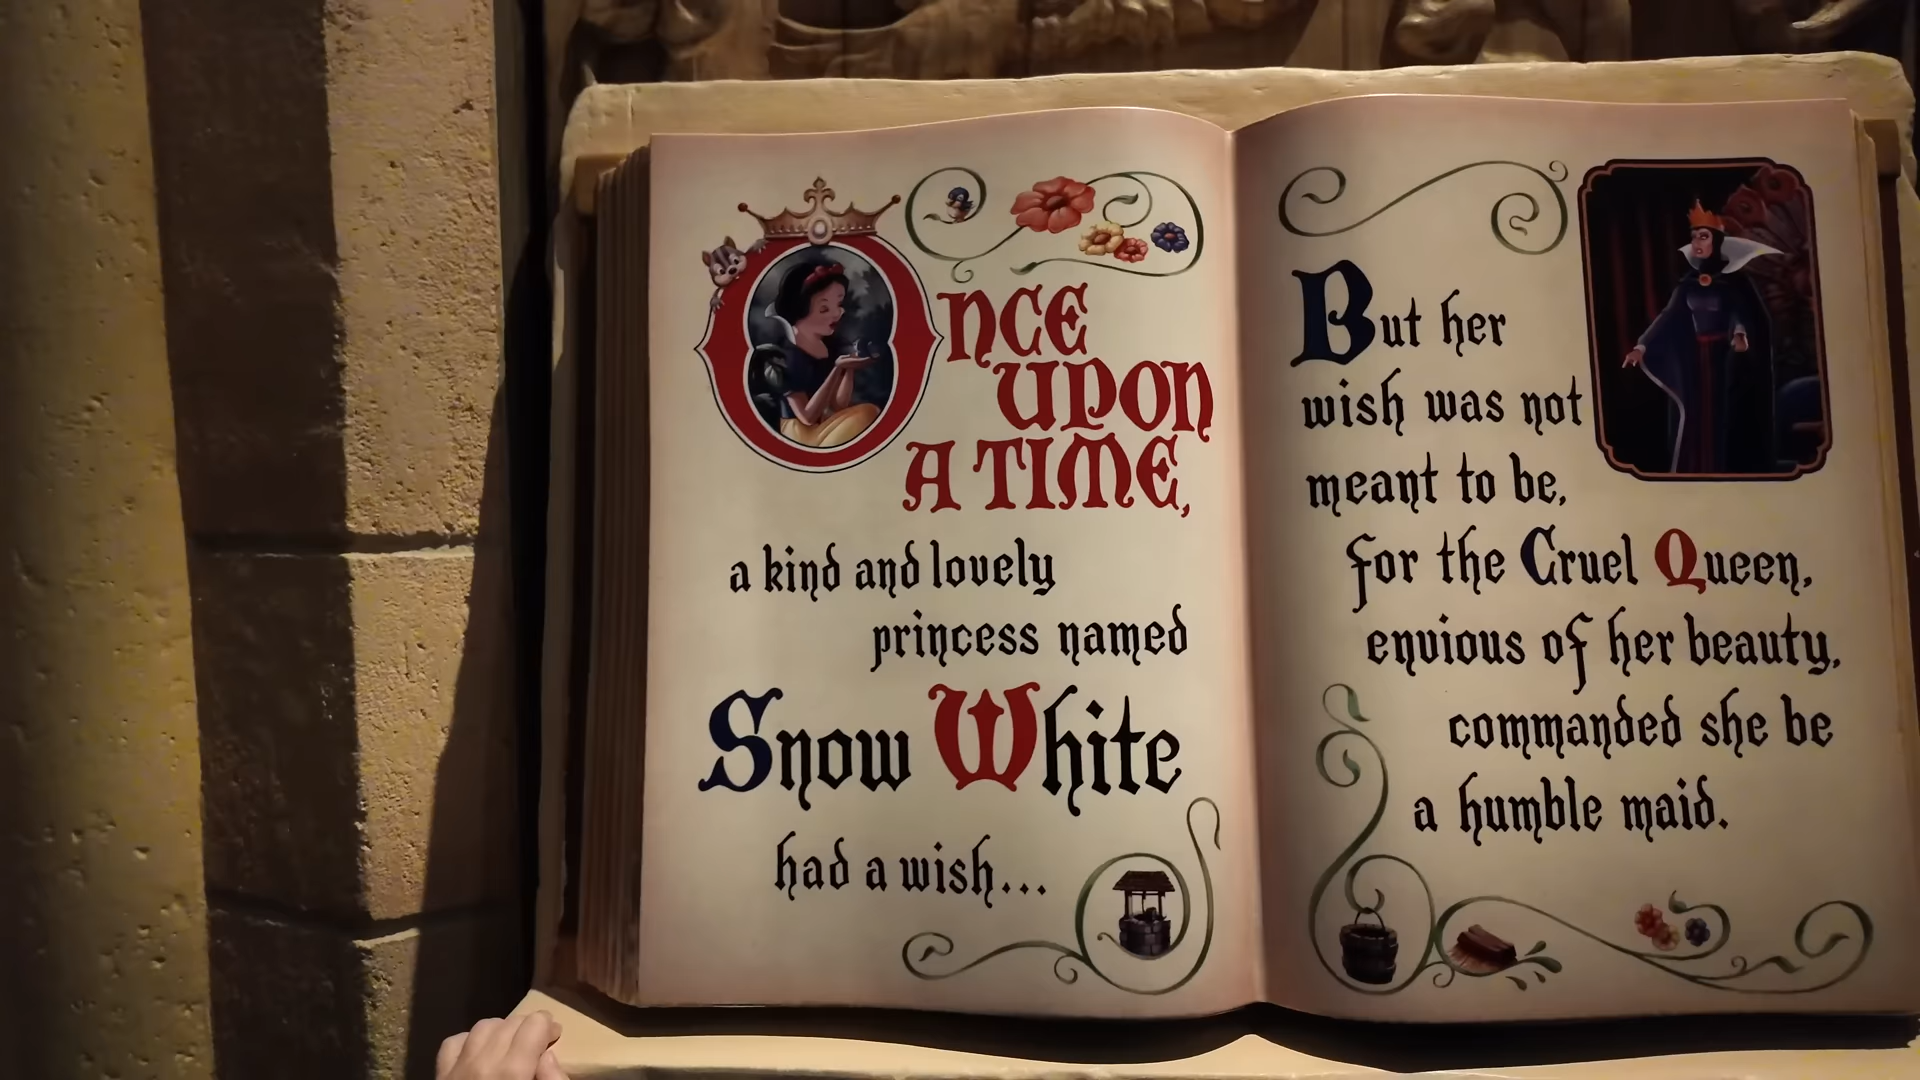 Once
upon
a time,
a kind and lovely
princess named
Snow White
had a wish...
But her
wish was not
meant to be,
for the Cruel Queen,
envious of her beauty,
commanded she be
a humble maid.